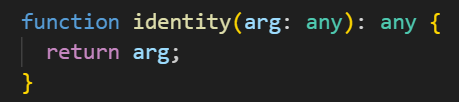 function identity(arg: any): any {
  return arg;
}